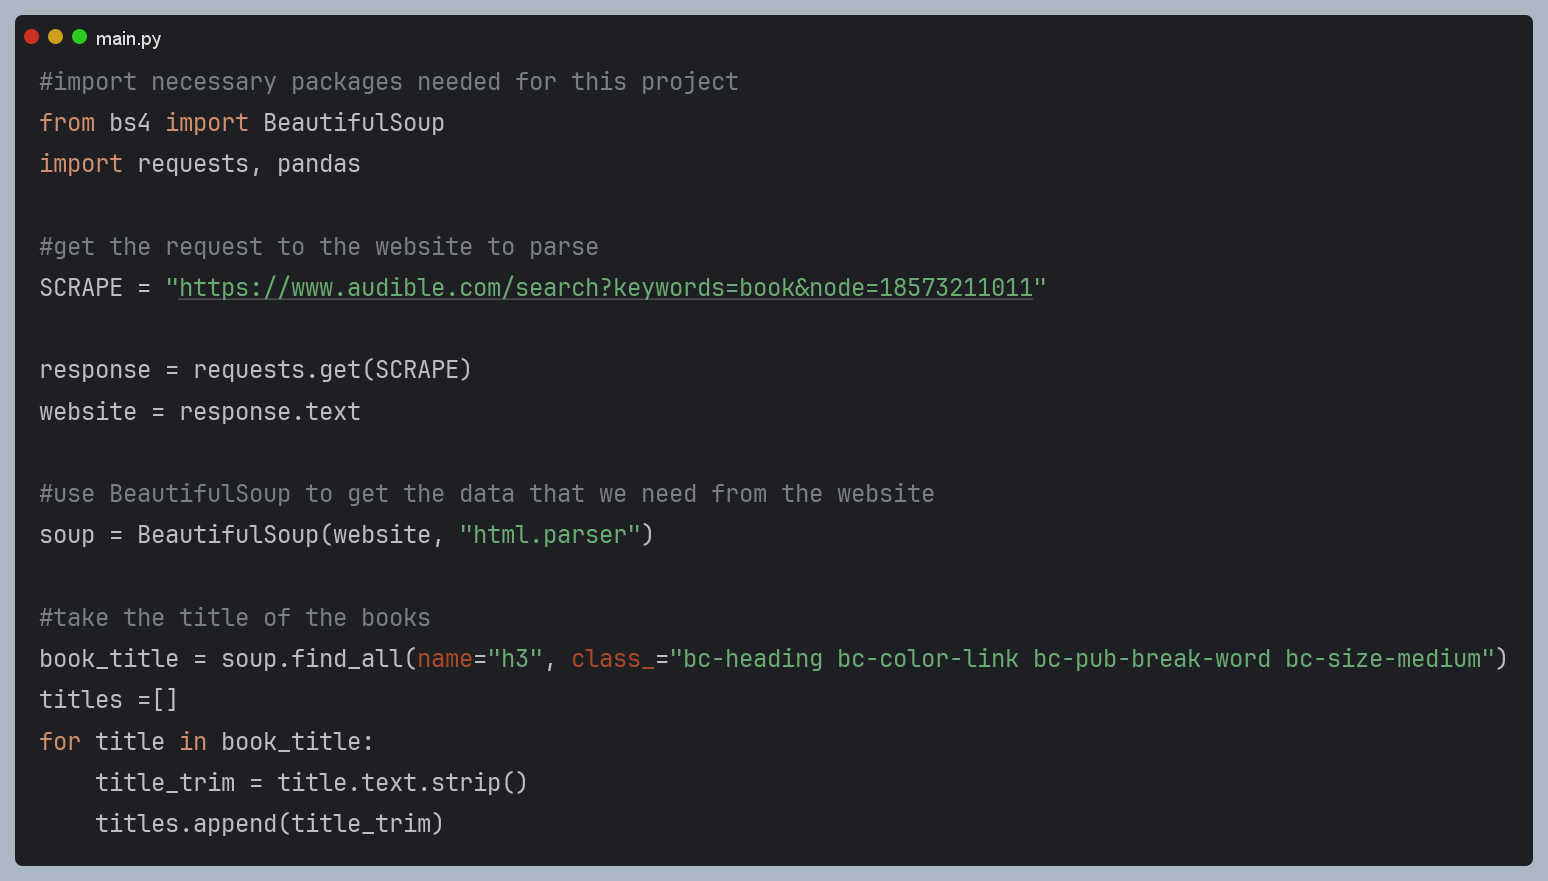 main.py
#import necessary packages needed for this project
from bs4 import BeautifulSoup
import requests, pandas
#get the request to the website to parse
SCRAPE = "https://www.audible.com/search?keywords=book&node=18573211011"
response = requests.get(SCRAPE)
website = response.text
#use BeautifulSoup to get the data that we need from the website
soup = BeautifulSoup(website, "html.parser")
#take the title of the books
book_title = soup.find_all(name="h3", class_="bc-heading bc-color-link bc-pub-break-word bc-size-medium")
titles =[]
for title in book_title:
    title_trim = title.text.strip()
    titles.append(title_trim)